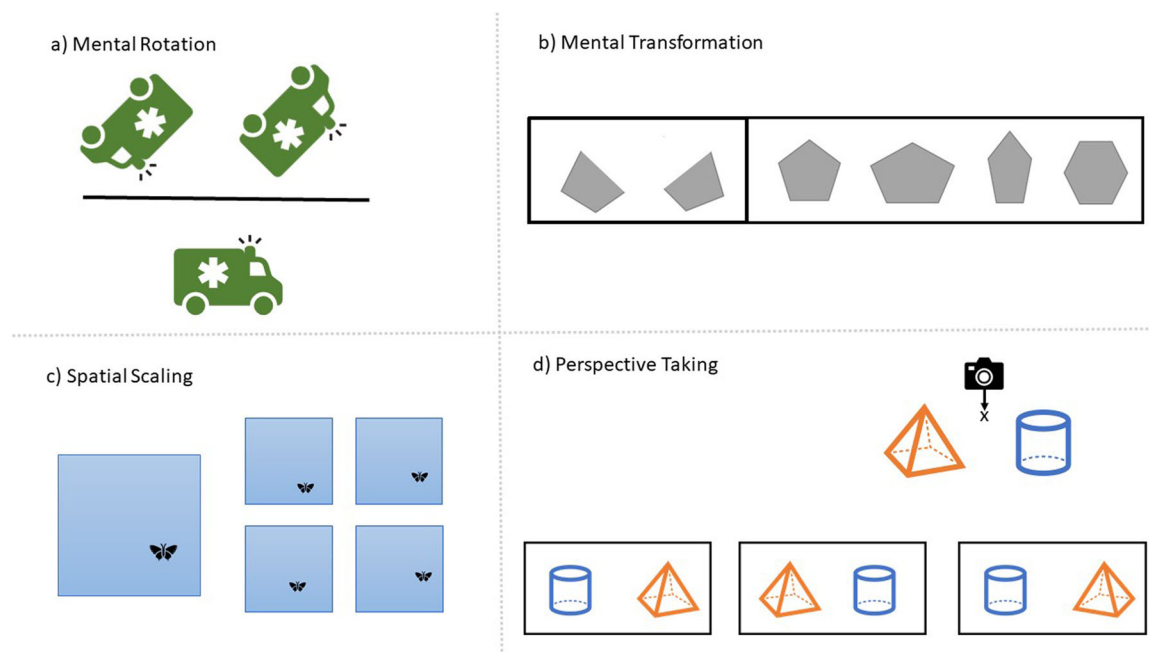 a) Mental Rotation
b) Mental Transformation
c) Spatial Scaling
d) Perspective Taking
x